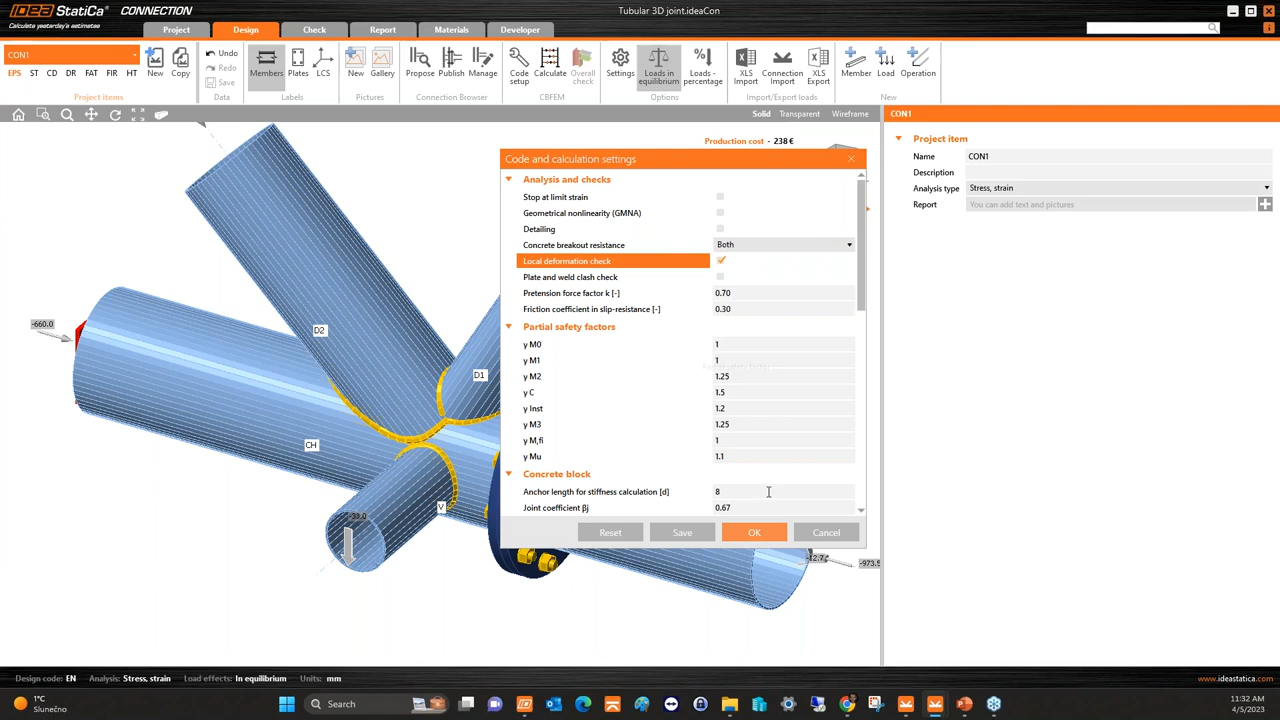 IDEA StatiCa® CONNECTION
Calculate yesterday's estimates
Tubular 3D joint.ideaCon
Project Design Check Report Materials Developer
CON1
EPS ST CD DR FAT FIR HT
New Copy
Undo
Redo
Save
Members Plates LCS
New Gallery
Propose Publish Manage
Code setup Calculate Overall check
Settings Loads in equilibrium Loads - percentage
XLS Import Connection Import XLS Export
Member Load Operation
Project items Data Labels Pictures Connection Browser CBFEM Options Import/Export loads New
Solid Transparent Wireframe
CON1
Production cost - 238 €
Project item
Name CON1
Description
Analysis type Stress, strain
Report You can add text and pictures
-660.0
D2
D1
CH
V
-33.0
-12.7
-973.5
Code and calculation settings
Analysis and checks
Stop at limit strain
Geometrical nonlinearity (GMNA)
Detailing
Concrete breakout resistance Both
Local deformation check
Plate and weld clash check
Pretension force factor k [-] 0.70
Friction coefficient in slip-resistance [-] 0.30
Partial safety factors
γ M0 1
γ M1 1
γ M2 1.25
γ C 1.5
γ Inst 1.2
γ M3 1.25
γ M,fi 1
γ Mu 1.1
Concrete block
Anchor length for stiffness calculation [d] 8
Joint coefficient βj 0.67
Reset Save OK Cancel
Design code: EN Analysis: Stress, strain Load effects: In equilibrium Units: mm
www.ideastatica.com
1°C
Slunečno
Search
11:32 AM
4/5/2023